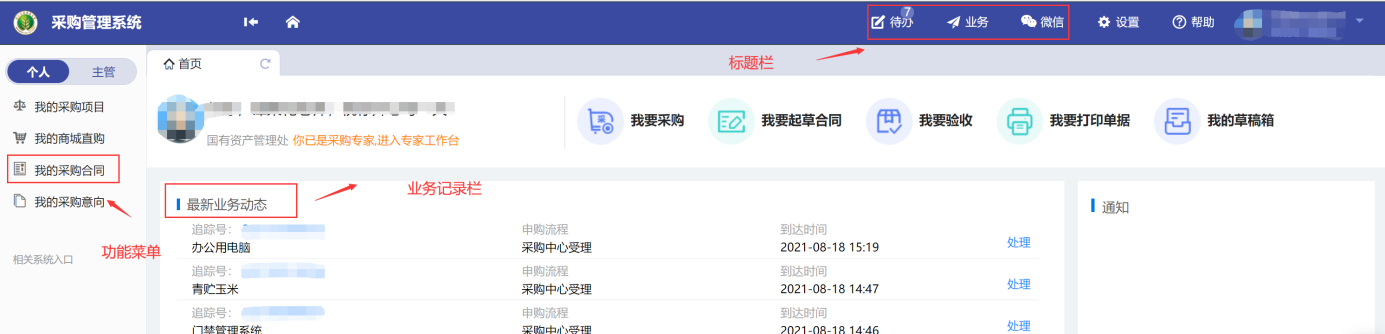 采购管理系统
待办 7
业务
微信
设置
帮助
个人
主管
首页
标题栏
我的采购项目
我的商城直购
我的采购合同
我的采购意向
功能菜单
相关系统入口
国有资产管理处 你已是采购专家,进入专家工作台
我要采购
我要起草合同
我要验收
我要打印单据
我的草稿箱
业务记录栏
最新业务动态
追踪号: 申购流程 到达时间
办公用电脑 采购中心受理 2021-08-18 15:19 处理
追踪号: 申购流程 到达时间
青贮玉米 采购中心受理 2021-08-18 14:47 处理
追踪号: 申购流程 到达时间
门禁管理系统 采购中心受理 2021-08-18 14:46 处理
通知